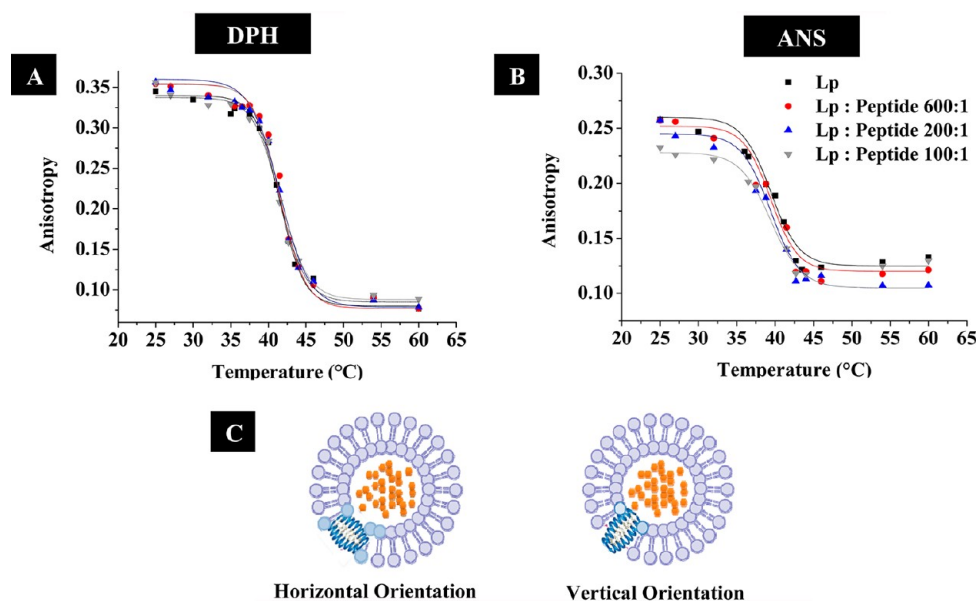 DPH
ANS
A
B
0.35
0.30
0.25
0.20
0.15
0.10
Anisotropy
20 25 30 35 40 45 50 55 60 65
Temperature (°C)
0.30
0.25
0.20
0.15
0.10
Anisotropy
20 25 30 35 40 45 50 55 60 65
Temperature (°C)
Lp
Lp : Peptide 600:1
Lp : Peptide 200:1
Lp : Peptide 100:1
C
Horizontal Orientation
Vertical Orientation